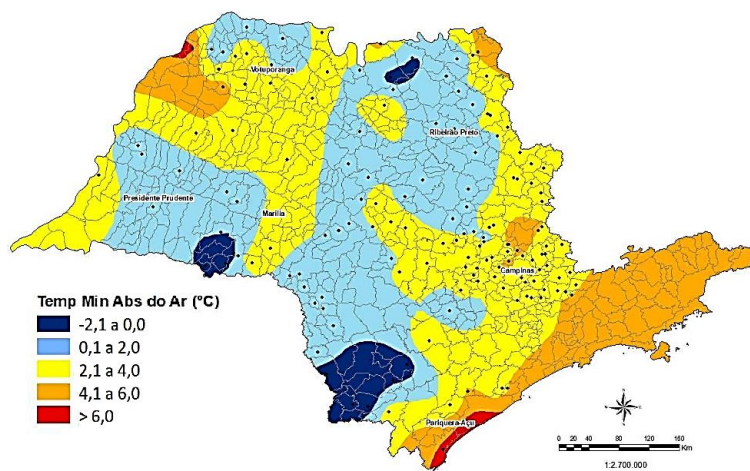 Votuporanga
Ribeirão Preto
Presidente Prudente
Marília
Campinas
Pariquera-Açu
Temp Min Abs do Ar (°C)
-2,1 a 0,0
0,1 a 2,0
2,1 a 4,0
4,1 a 6,0
> 6,0
0 20 40 80 120 160
Km
1:2.700.000